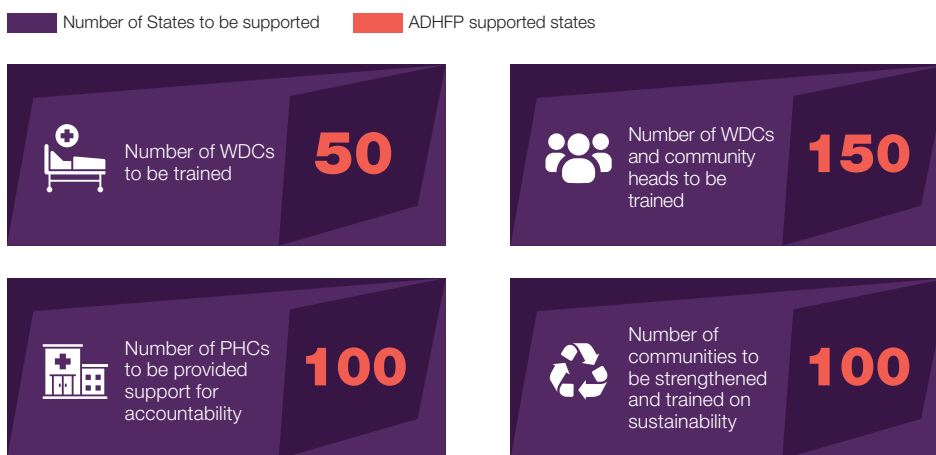 Number of States to be supported
ADHFP supported states
Number of WDCs
to be trained
50
Number of WDCs
and community
heads to be
trained
150
Number of PHCs
to be provided
support for
accountability
100
Number of
communities to
be strengthened
and trained on
sustainability
100